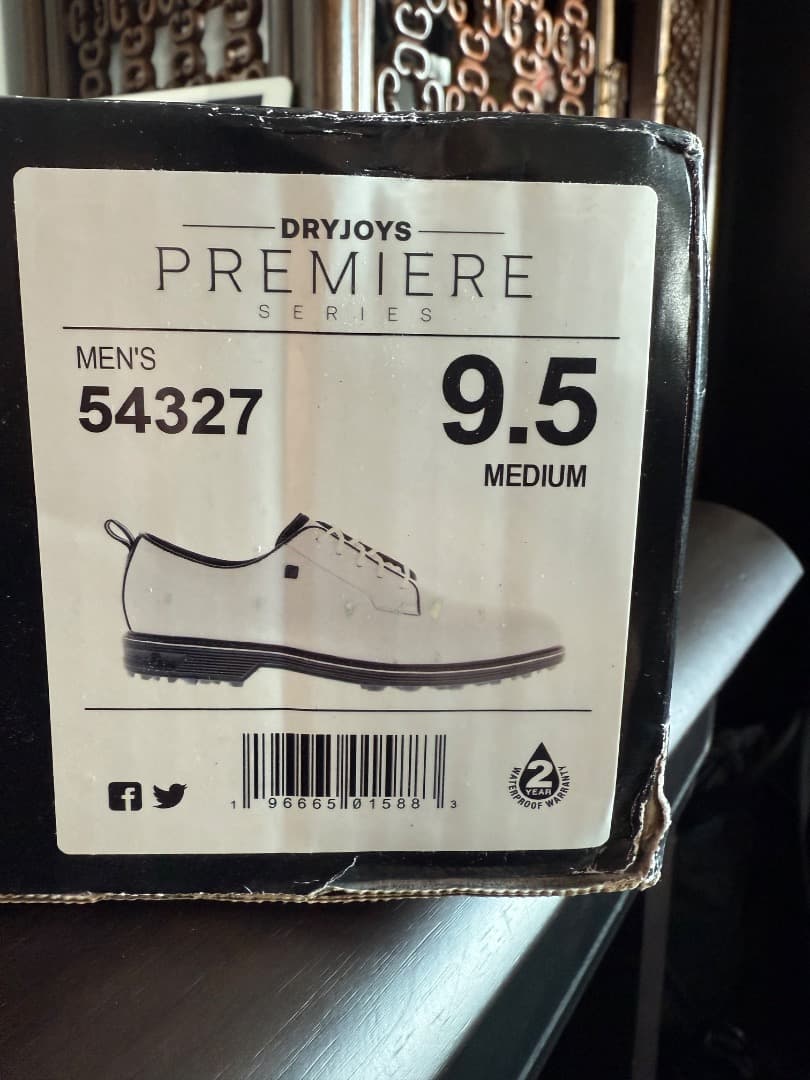 DRYJOYS
PREMIERE
SERIES
MEN'S
54327
9.5
MEDIUM
1 96665 01588 3
2
YEAR
WATERPROOF WARRANTY